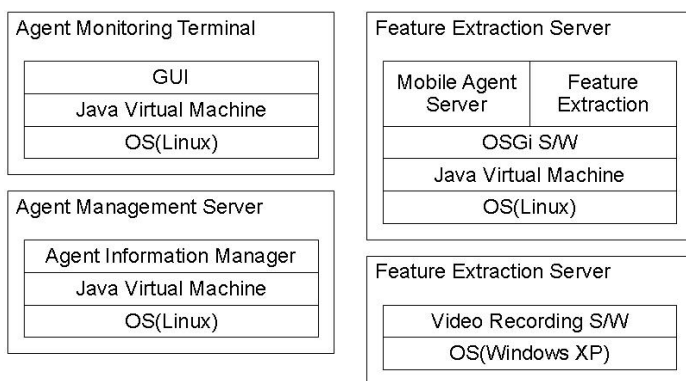 Agent Monitoring Terminal
GUI
Java Virtual Machine
OS(Linux)
Agent Management Server
Agent Information Manager
Java Virtual Machine
OS(Linux)
Feature Extraction Server
Mobile Agent
Server
Feature
Extraction
OSGi S/W
Java Virtual Machine
OS(Linux)
Feature Extraction Server
Video Recording S/W
OS(Windows XP)